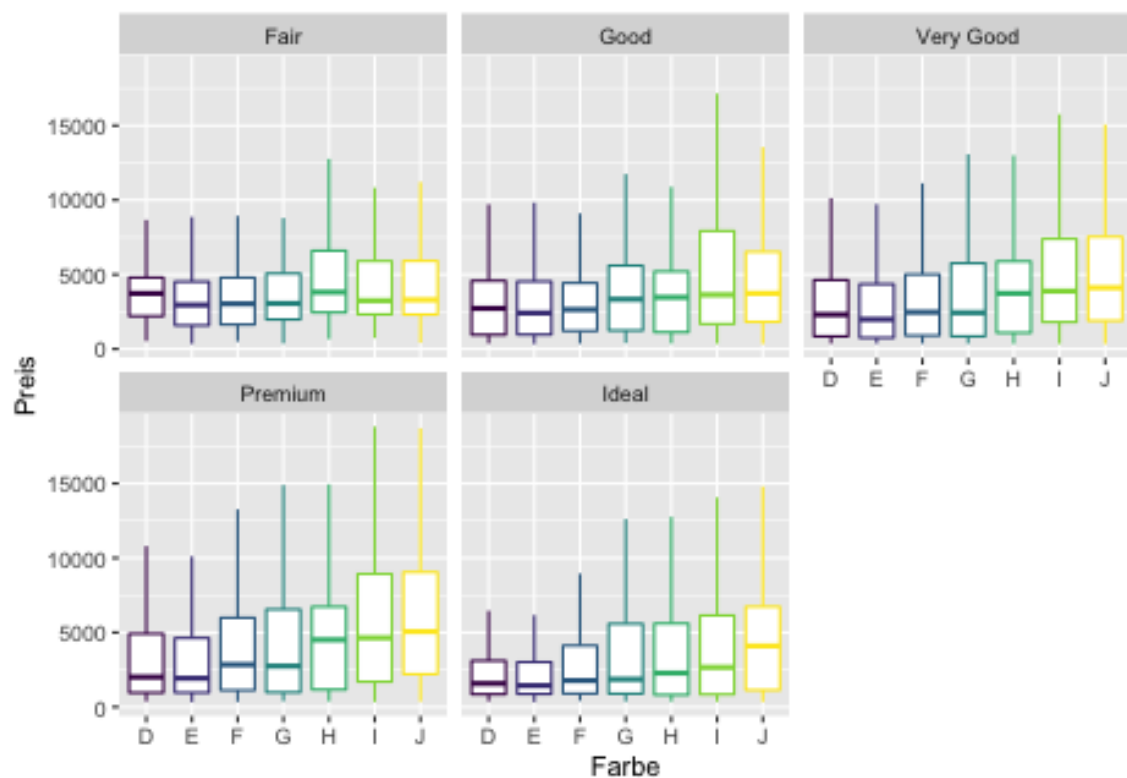 Fair
Good
Very Good
15000
10000
5000
0
D E F G H I J
Premium
Ideal
15000
10000
5000
0
D E F G H I J
D E F G H I J
Preis
Farbe